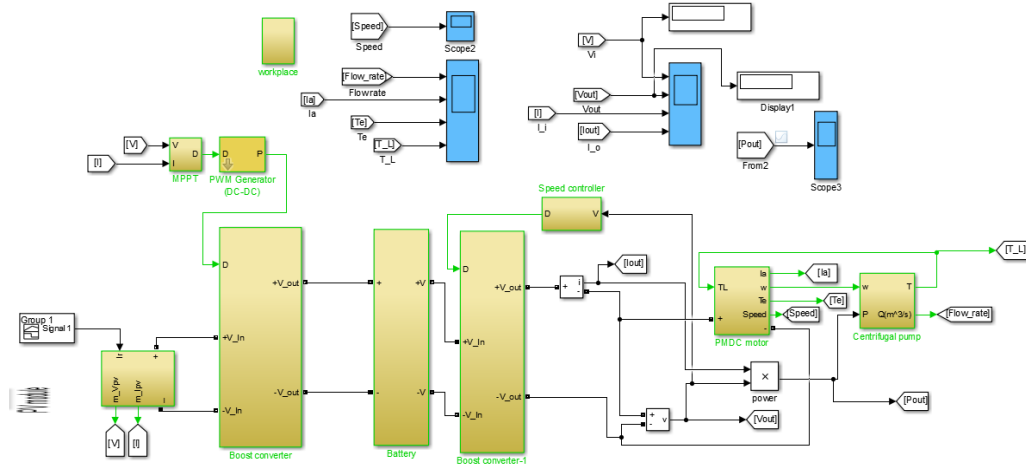 [Speed]
Speed
Scope2
workplace
[Flow_rate]
Flowrate
[Ia]
Ia
[Te]
Te
[T_L]
T_L
[V]
Vi
[Vout]
Vout
[I]
I_i
[Iout]
I_o
Display1
[Pout]
From2
Scope3
[V]
[I]
V
I
D
MPPT
D
P
PWM Generator
(DC-DC)
Speed controller
D
V
D
+V_out
+V_In
-V_out
-V_In
Boost converter
+
+V
-
-V
Battery
D
+V_out
+V_In
-V_out
-V_In
Boost converter-1
i
+
-
[Iout]
TL
+
Ia
w
Te
Speed
-
PMDC motor
[Ia]
[Te]
[Speed]
w
P
T
Q(m^3/s)
Centrifugal pump
[T_L]
[Flow_rate]
×
power
[Pout]
+
-
v
[Vout]
Group 1
Signal 1
Ir
+
m_Vpv
m_Ipv
-
[V]
[I]